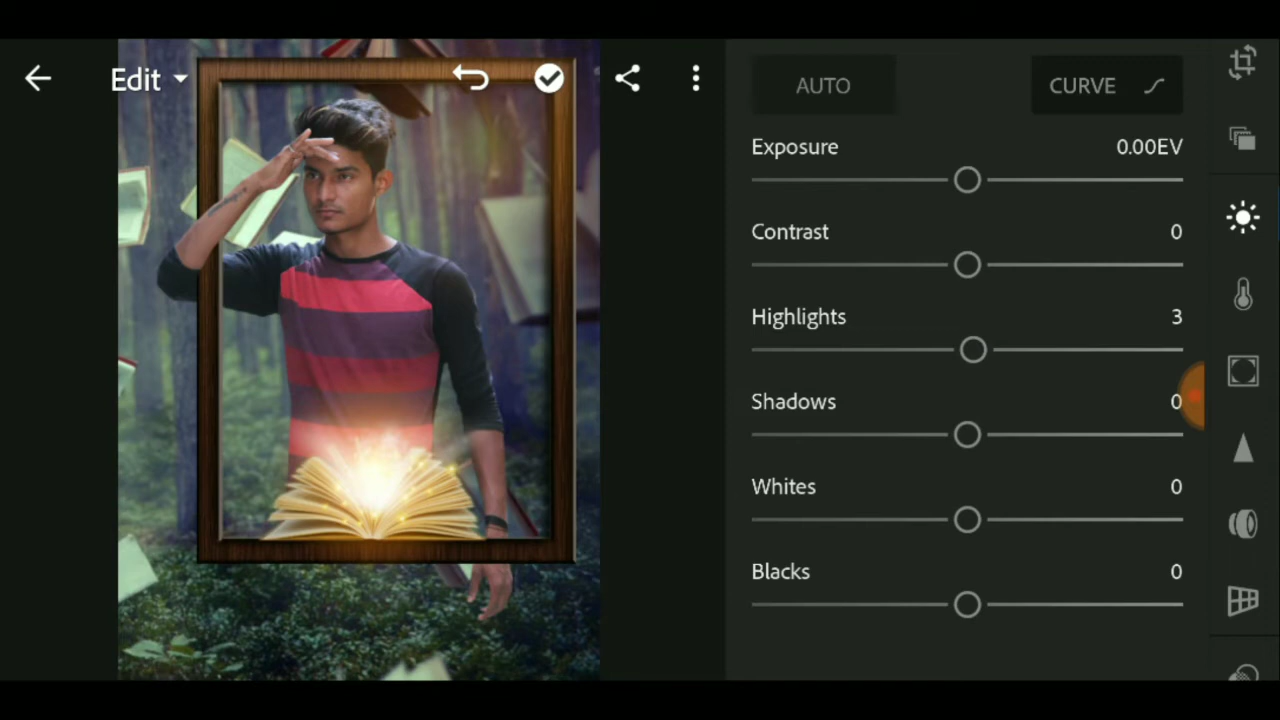 Edit
AUTO
CURVE
Exposure 0.00EV
Contrast 0
Highlights 3
Shadows 0
Whites 0
Blacks 0